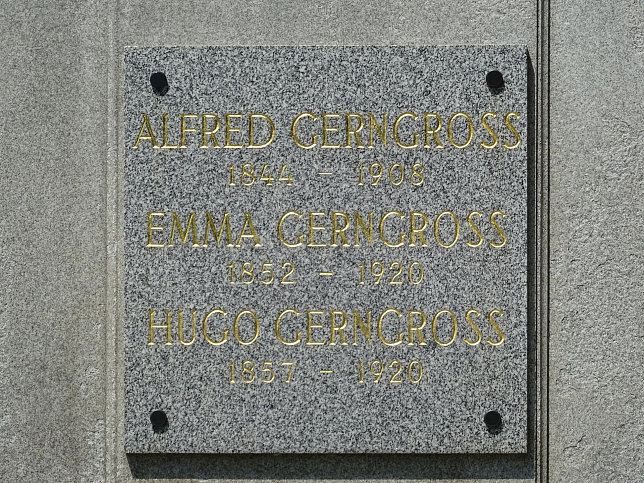 ALFRED GERNGROSS
1844 – 1908
EMMA GERNGROSS
1852 – 1920
HUGO GERNGROSS
1857 – 1920